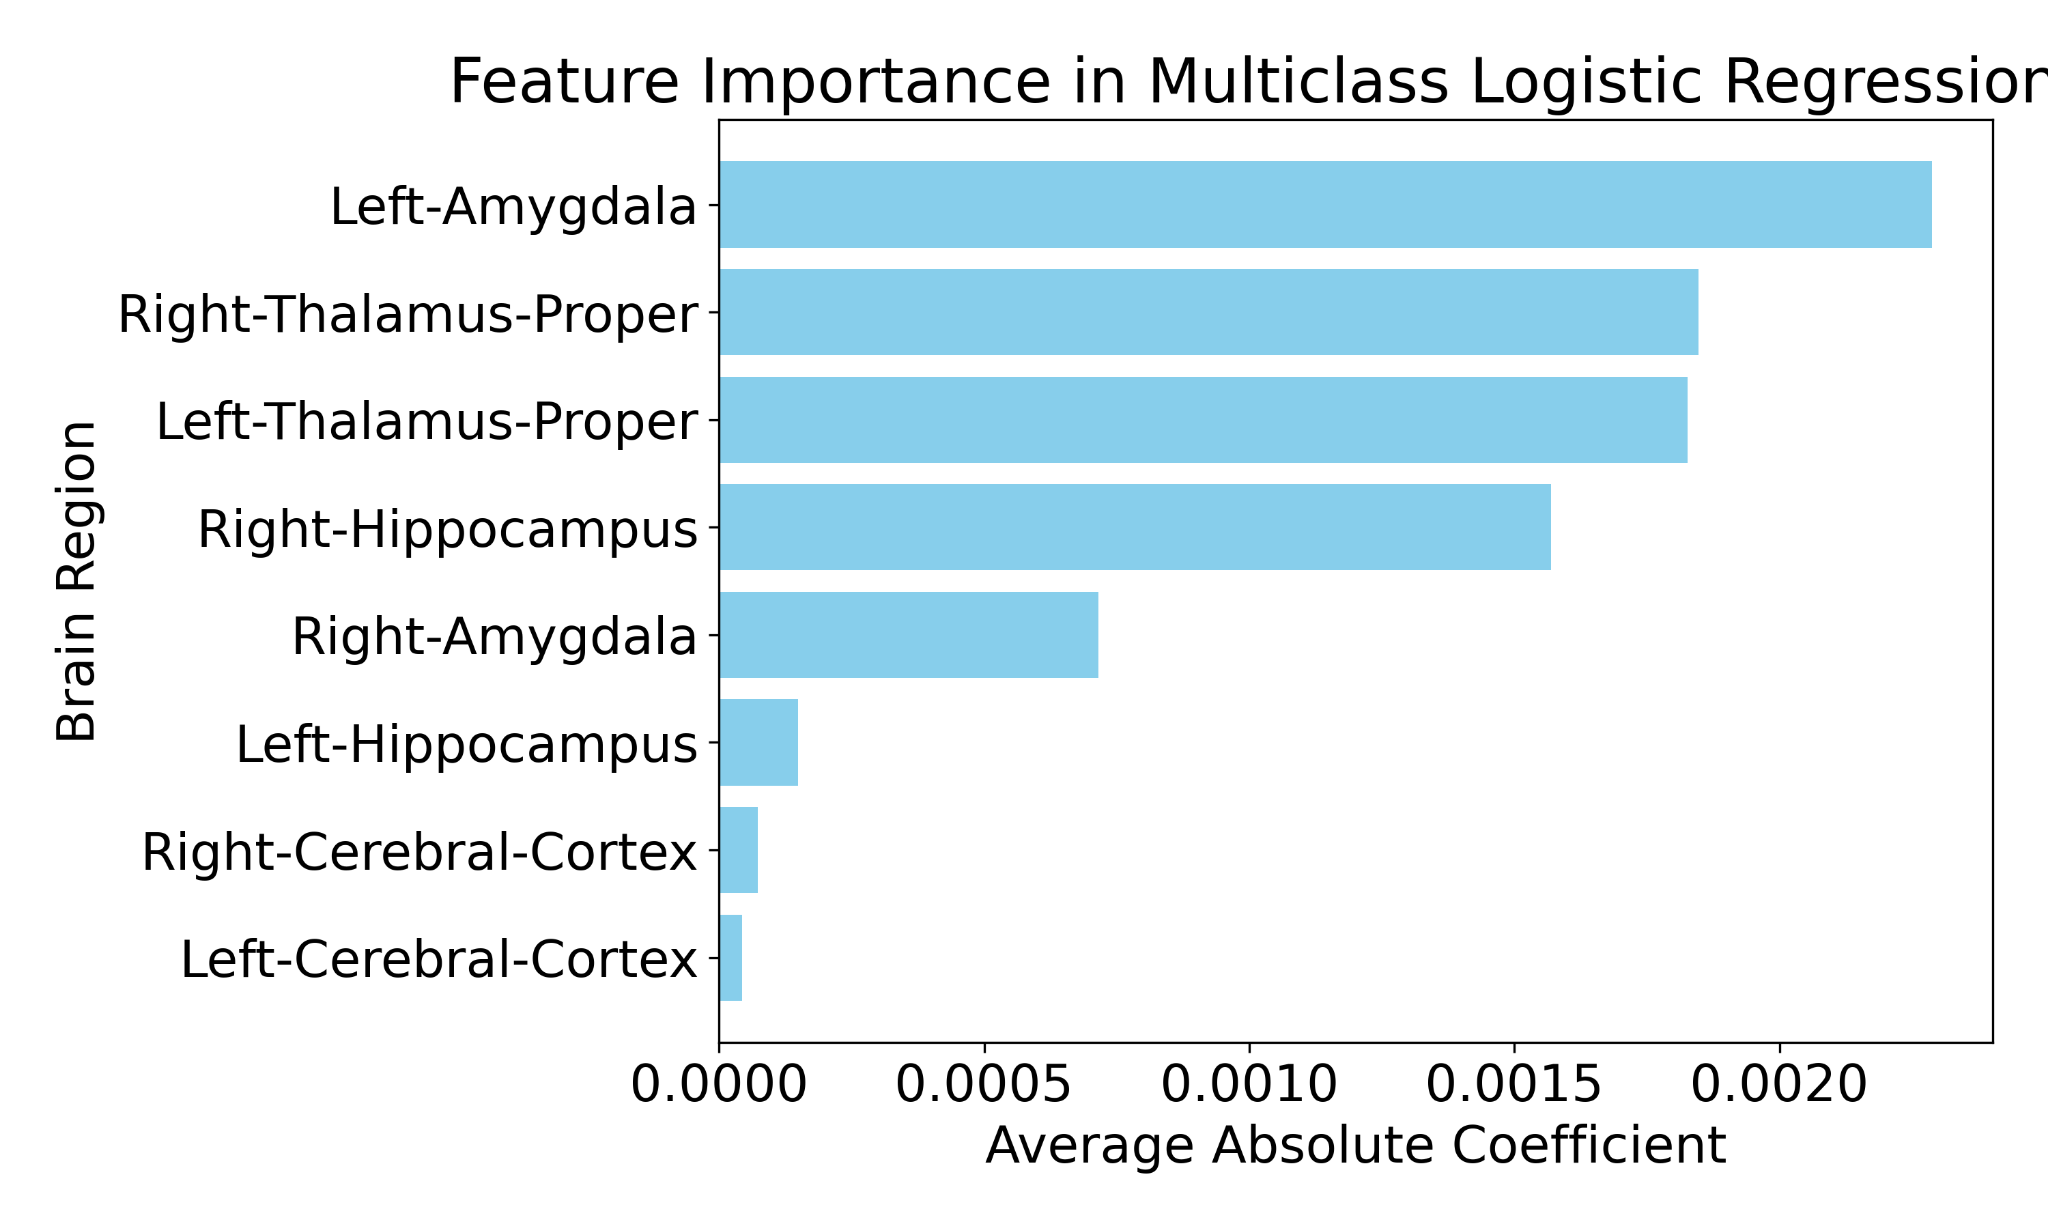 Feature Importance in Multiclass Logistic Regression
Left-Amygdala
Right-Thalamus-Proper
Left-Thalamus-Proper
Right-Hippocampus
Right-Amygdala
Left-Hippocampus
Right-Cerebral-Cortex
Left-Cerebral-Cortex
Brain Region
0.0000 0.0005 0.0010 0.0015 0.0020
Average Absolute Coefficient